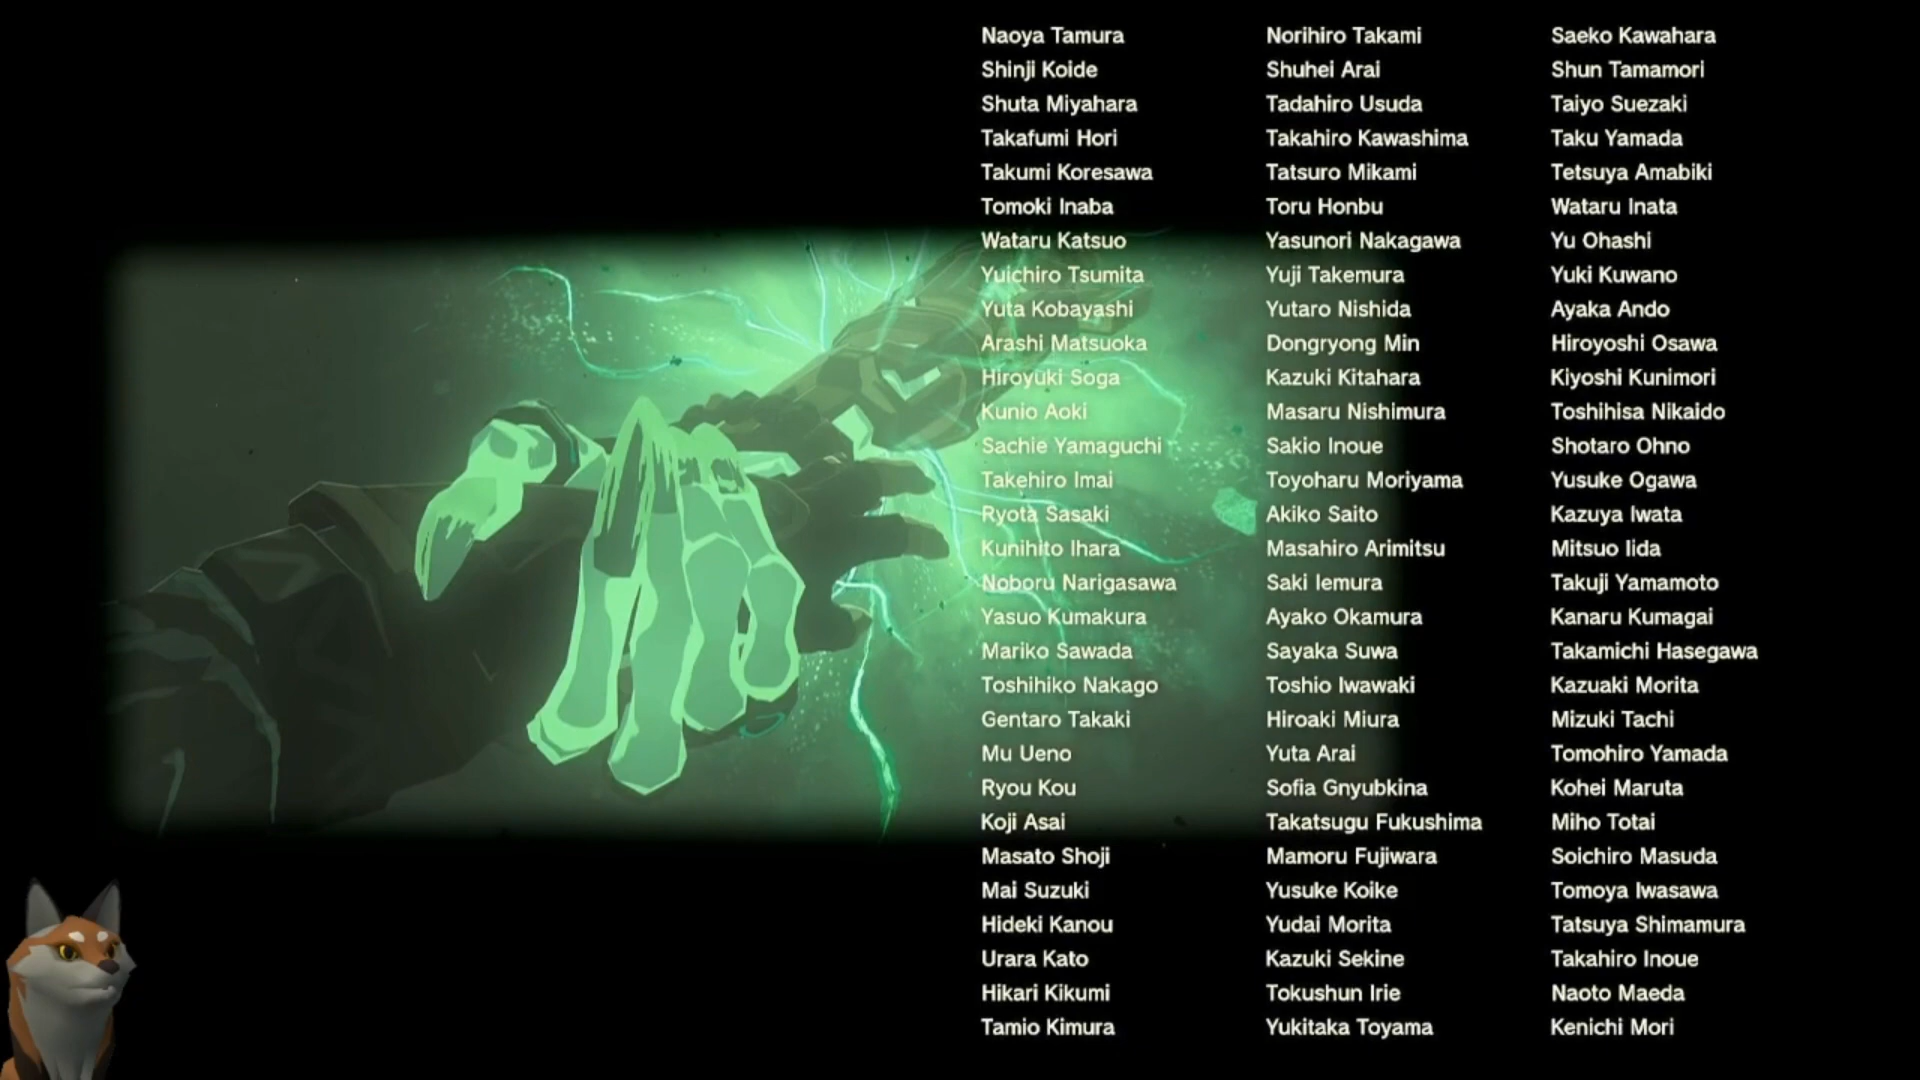 Naoya Tamura Norihiro Takami Saeko Kawahara
Shinji Koide Shuhei Arai Shun Tamamori
Shuta Miyahara Tadahiro Usuda Taiyo Suezaki
Takafumi Hori Takahiro Kawashima Taku Yamada
Takumi Koresawa Tatsuro Mikami Tetsuya Amabiki
Tomoki Inaba Toru Honbu Wataru Inata
Wataru Katsuo Yasunori Nakagawa Yu Ohashi
Yuichiro Tsumita Yuji Takemura Yuki Kuwano
Yuta Kobayashi Yutaro Nishida Ayaka Ando
Arashi Matsuoka Dongryong Min Hiroyoshi Osawa
Hiroyuki Soga Kazuki Kitahara Kiyoshi Kunimori
Kunio Aoki Masaru Nishimura Toshihisa Nikaido
Sachie Yamaguchi Sakio Inoue Shotaro Ohno
Takehiro Imai Toyoharu Moriyama Yusuke Ogawa
Ryota Sasaki Akiko Saito Kazuya Iwata
Kunihito Ihara Masahiro Arimitsu Mitsuo Iida
Noboru Narigasawa Saki Iemura Takuji Yamamoto
Yasuo Kumakura Ayako Okamura Kanaru Kumagai
Mariko Sawada Sayaka Suwa Takamichi Hasegawa
Toshihiko Nakago Toshio Iwawaki Kazuaki Morita
Gentaro Takaki Hiroaki Miura Mizuki Tachi
Mu Ueno Yuta Arai Tomohiro Yamada
Ryou Kou Sofia Gnyubkina Kohei Maruta
Koji Asai Takatsugu Fukushima Miho Totai
Masato Shoji Mamoru Fujiwara Soichiro Masuda
Mai Suzuki Yusuke Koike Tomoya Iwasawa
Hideki Kanou Yudai Morita Tatsuya Shimamura
Urara Kato Kazuki Sekine Takahiro Inoue
Hikari Kikumi Tokushun Irie Naoto Maeda
Tamio Kimura Yukitaka Toyama Kenichi Mori